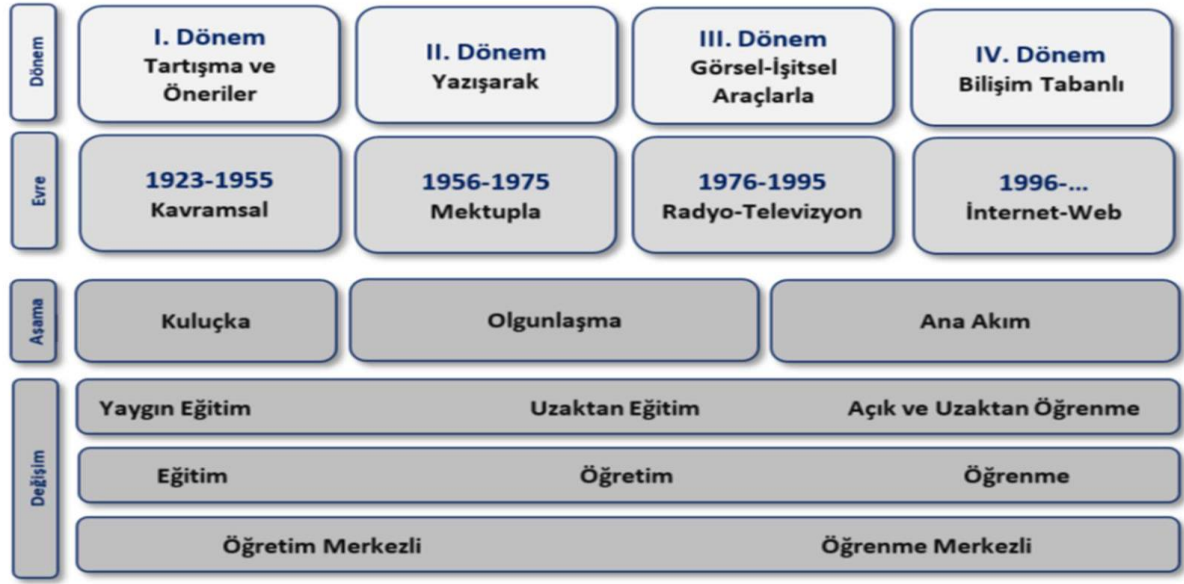 Dönem
I. Dönem
Tartışma ve
Öneriler
II. Dönem
Yazışarak
III. Dönem
Görsel-İşitsel
Araçlarla
IV. Dönem
Bilişim Tabanlı
Evre
1923-1955
Kavramsal
1956-1975
Mektupla
1976-1995
Radyo-Televizyon
1996-...
İnternet-Web
Aşama
Kuluçka
Olgunlaşma
Ana Akım
Değişim
Yaygın Eğitim
Uzaktan Eğitim
Açık ve Uzaktan Öğrenme
Eğitim
Öğretim
Öğrenme
Öğretim Merkezli
Öğrenme Merkezli